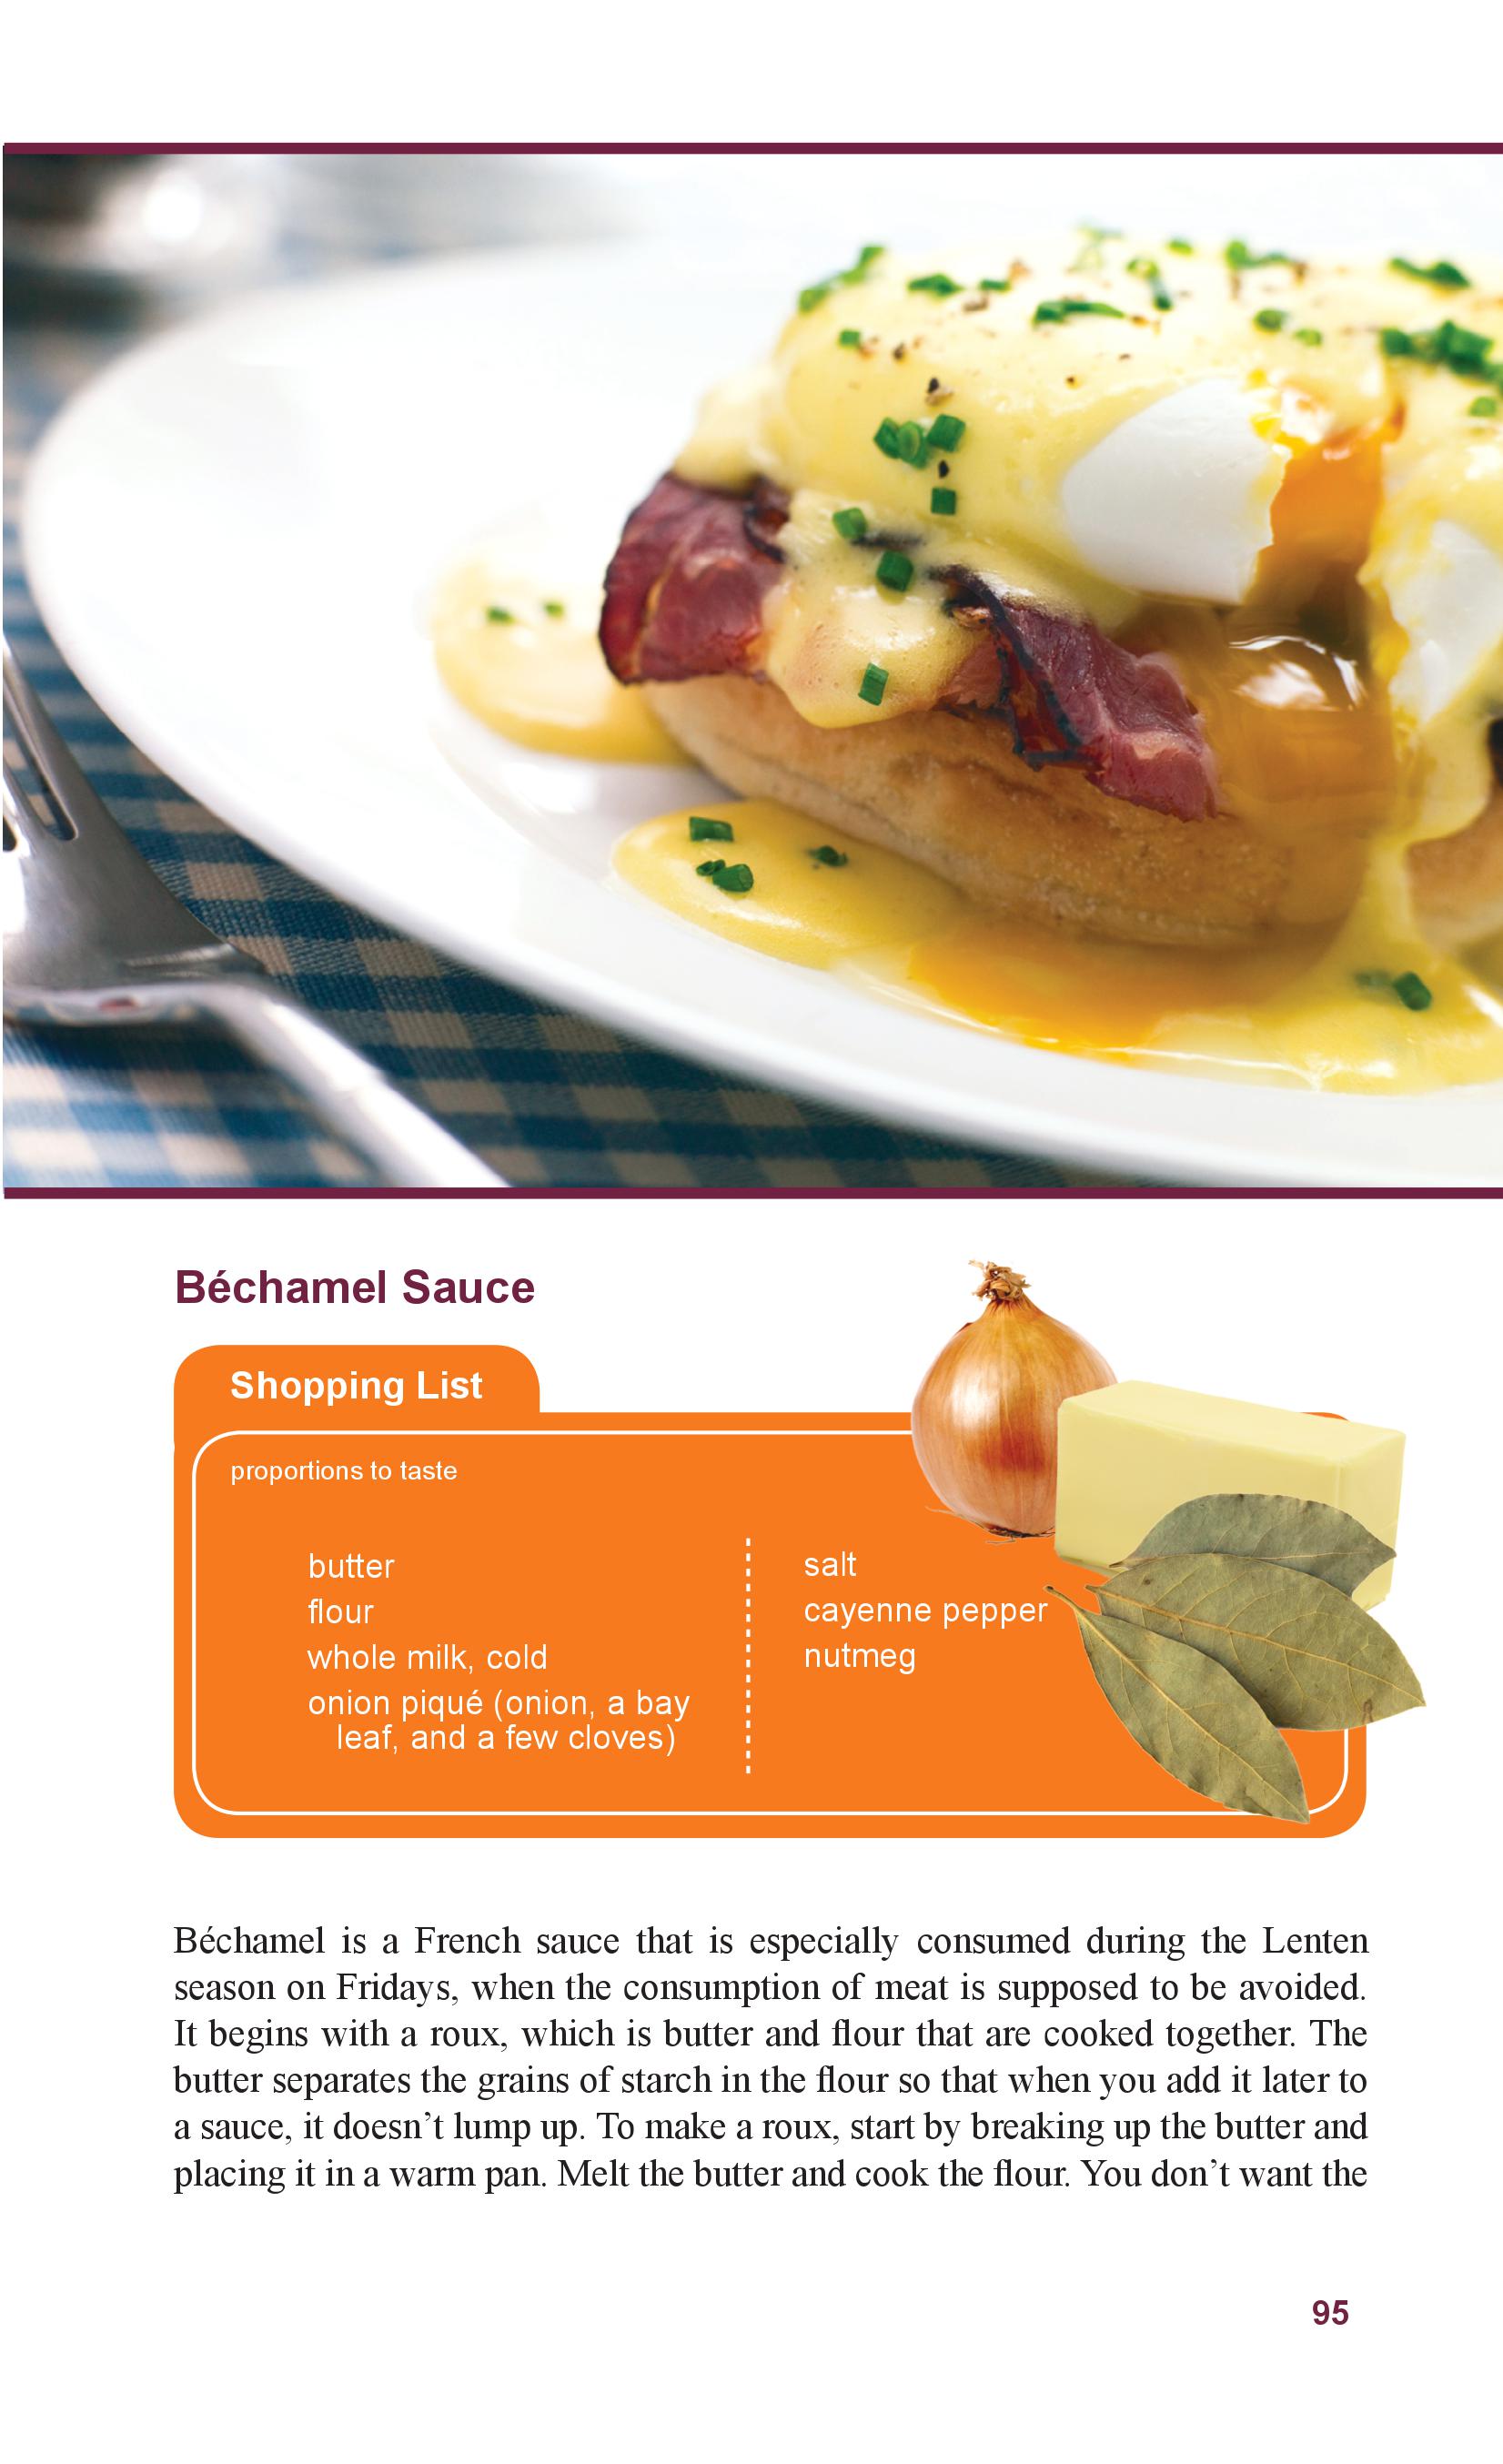 Béchamel Sauce
Shopping List
proportions to taste
butter
flour
whole milk, cold
onion piqué (onion, a bay
leaf, and a few cloves)
salt
cayenne pepper
nutmeg
Béchamel is a French sauce that is especially consumed during the Lenten
season on Fridays, when the consumption of meat is supposed to be avoided.
It begins with a roux, which is butter and flour that are cooked together. The
butter separates the grains of starch in the flour so that when you add it later to
a sauce, it doesn’t lump up. To make a roux, start by breaking up the butter and
placing it in a warm pan. Melt the butter and cook the flour. You don’t want the
95